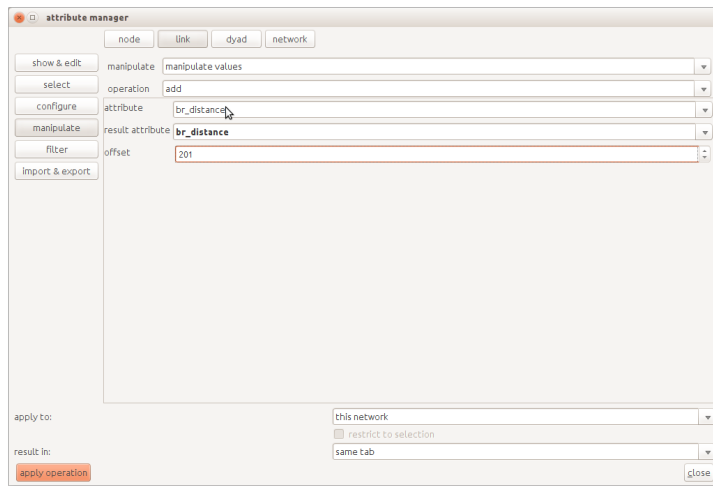 attribute manager
node link dyad network
show & edit
select
configure
manipulate
filter
import & export
manipulate manipulate values
operation add
attribute br_distance
result attribute br_distance
offset 201
apply to: this network
restrict to selection
result in: same tab
apply operation close